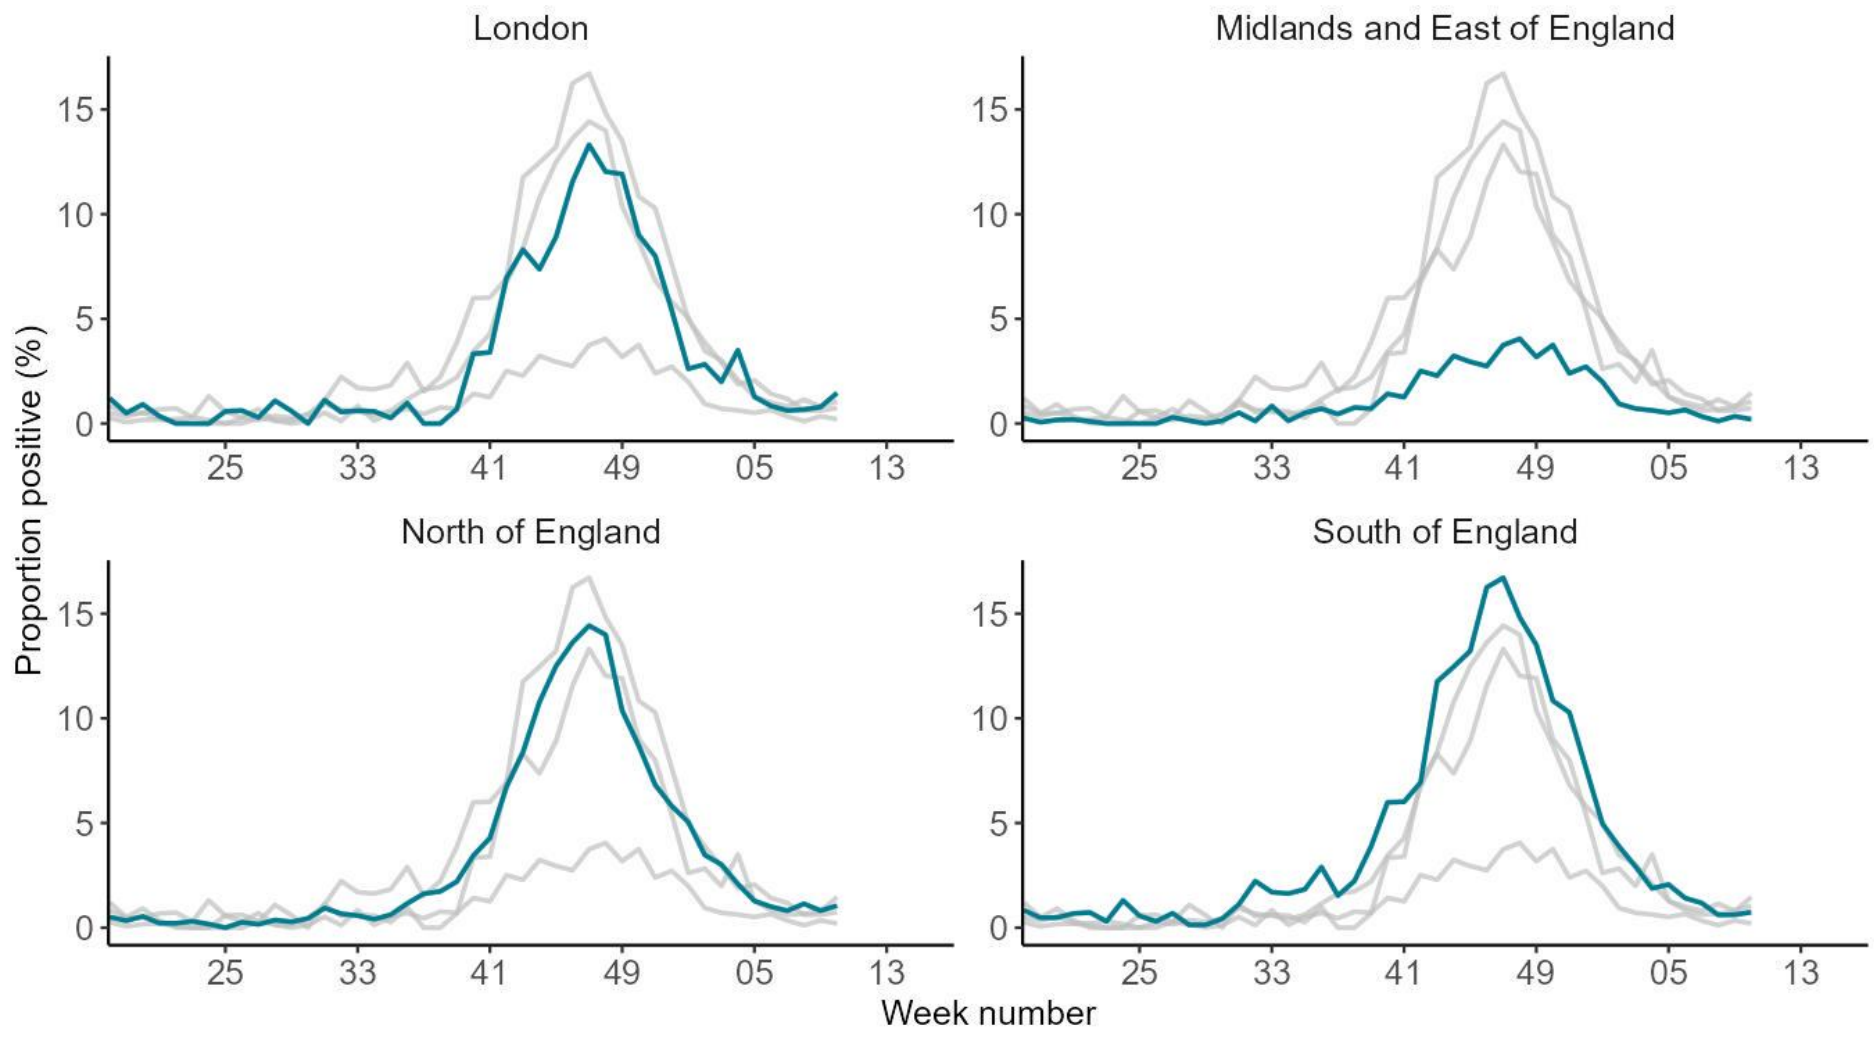 London
Midlands and East of England
15
10
5
0
25 33 41 49 05 13
15
10
5
0
25 33 41 49 05 13
North of England
South of England
15
10
5
0
25 33 41 49 05 13
15
10
5
0
25 33 41 49 05 13
Proportion positive (%)
Week number